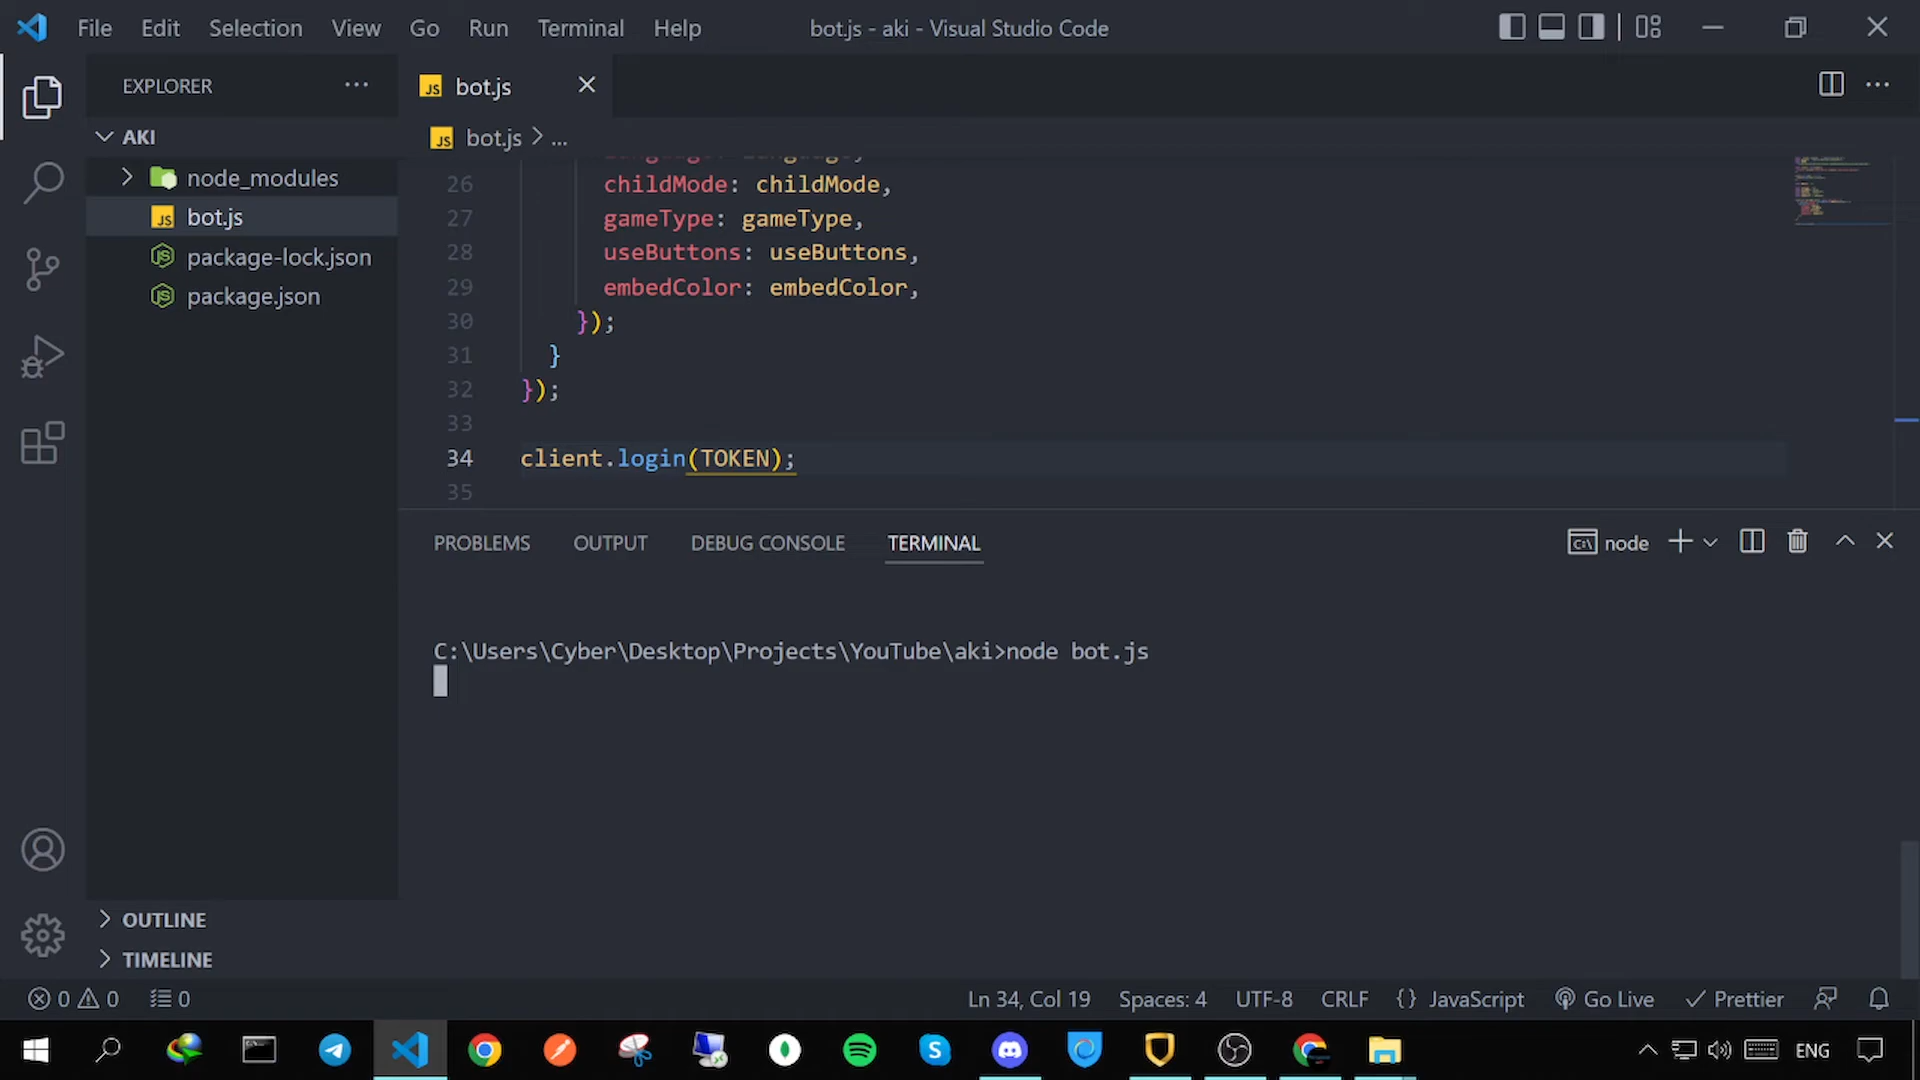 File Edit Selection View Go Run Terminal Help
bot.js - aki - Visual Studio Code
EXPLORER
AKI
node_modules
bot.js
package-lock.json
package.json
OUTLINE
TIMELINE
JS bot.js
JS bot.js > ...
26 childMode: childMode,
27 gameType: gameType,
28 useButtons: useButtons,
29 embedColor: embedColor,
30 });
31 }
32 });
33
34 client.login(TOKEN);
35
PROBLEMS OUTPUT DEBUG CONSOLE TERMINAL
node
C:\Users\Cyber\Desktop\Projects\YouTube\aki>node bot.js
0 0 0
Ln 34, Col 19 Spaces: 4 UTF-8 CRLF {} JavaScript Go Live Prettier
ENG